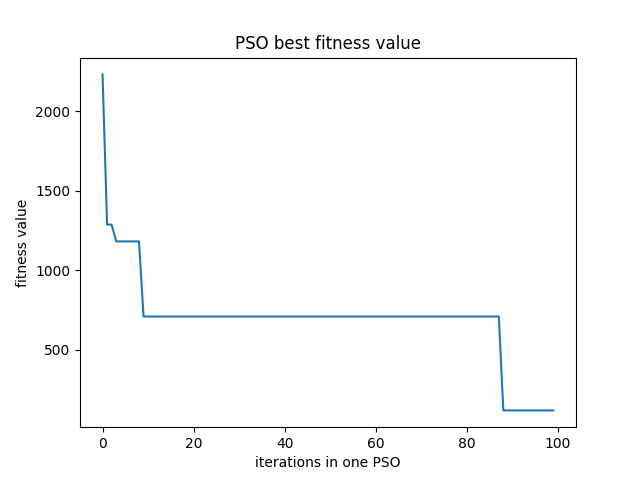 PSO best fitness value
fitness value
2000
1500
1000
500
0 20 40 60 80 100
iterations in one PSO